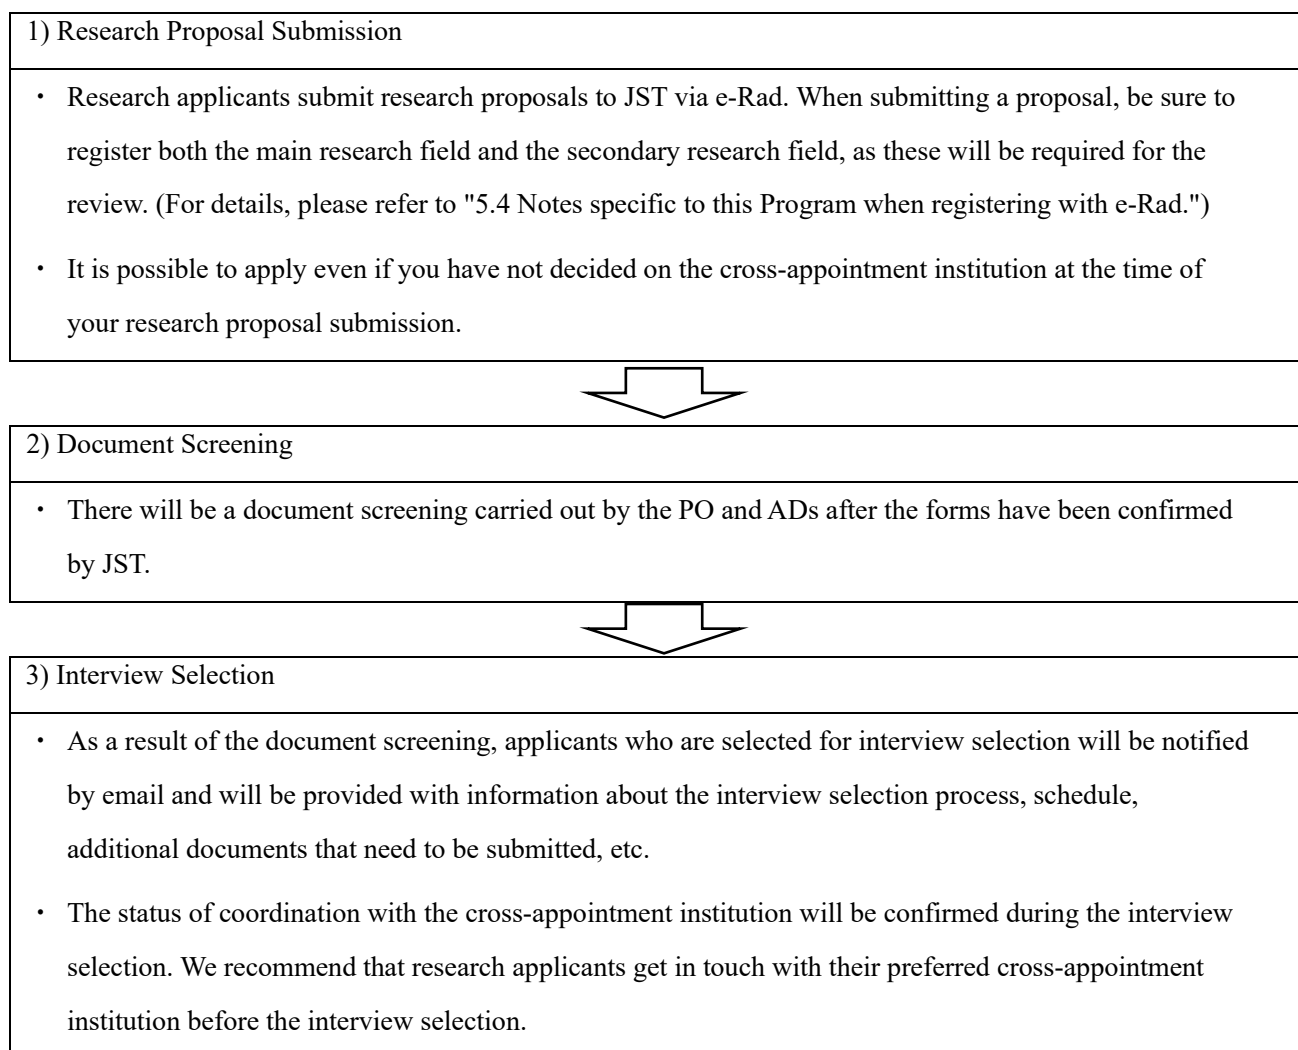 1) Research Proposal Submission
・ Research applicants submit research proposals to JST via e-Rad. When submitting a proposal, be sure to
register both the main research field and the secondary research field, as these will be required for the
review. (For details, please refer to "5.4 Notes specific to this Program when registering with e-Rad.")
・ It is possible to apply even if you have not decided on the cross-appointment institution at the time of
your research proposal submission.
2) Document Screening
・ There will be a document screening carried out by the PO and ADs after the forms have been confirmed
by JST.
3) Interview Selection
・ As a result of the document screening, applicants who are selected for interview selection will be notified
by email and will be provided with information about the interview selection process, schedule,
additional documents that need to be submitted, etc.
・ The status of coordination with the cross-appointment institution will be confirmed during the interview
selection. We recommend that research applicants get in touch with their preferred cross-appointment
institution before the interview selection.